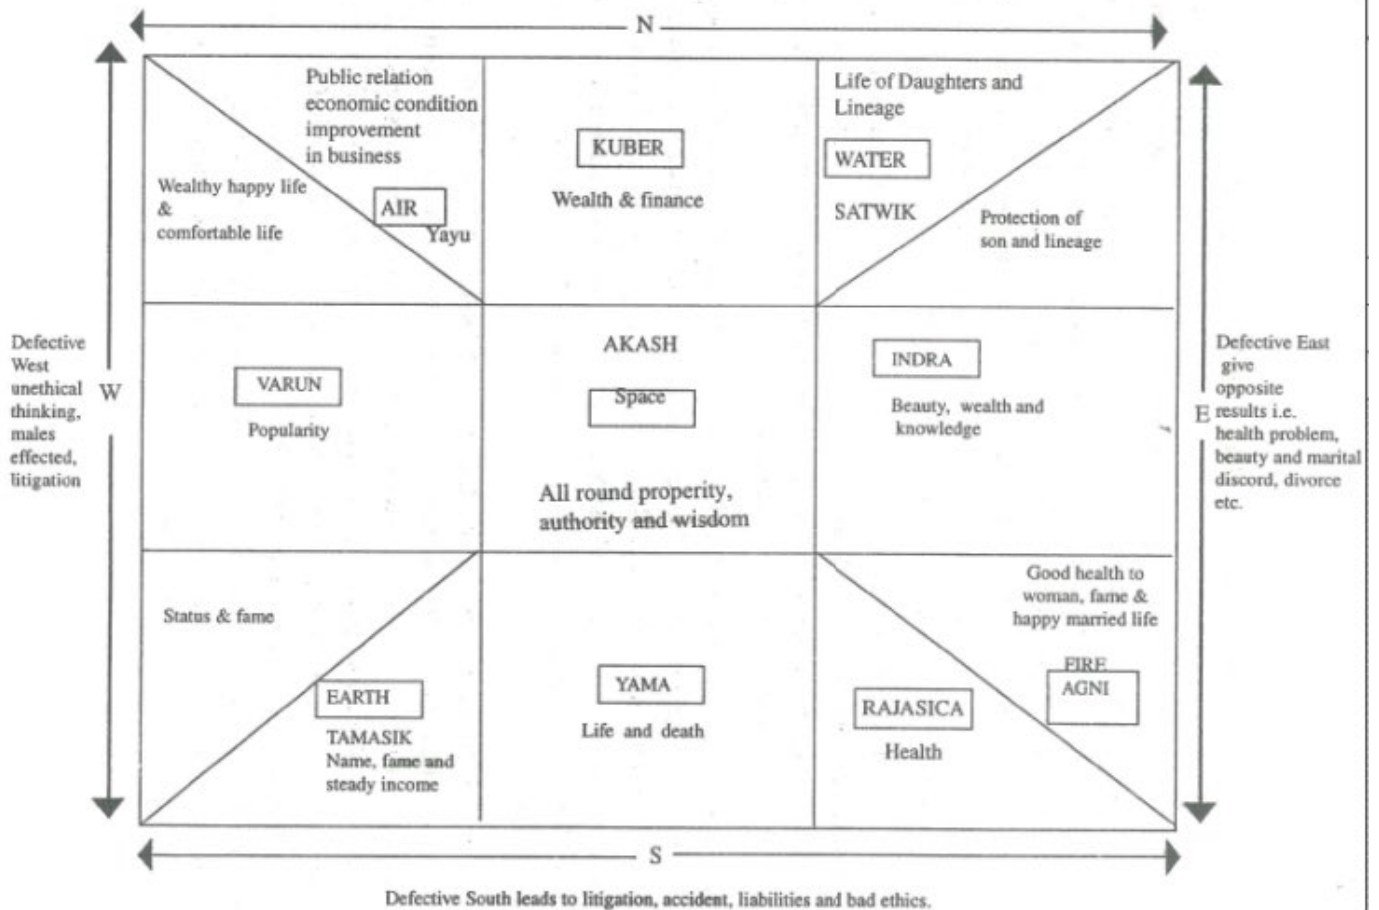 N
Public relation
economic condition
improvement
in business
Wealthy happy life
&
comfortable life
AIR
Yayu
KUBER
Wealth & finance
Life of Daughters and
Lineage
WATER
SATWIK
Protection of
son and lineage
Defective
West
unethical
thinking,
males
effected,
litigation
W
VARUN
Popularity
AKASH
Space
All round properity,
authority and wisdom
INDRA
Beauty, wealth and
knowledge
E
Defective East
give
opposite
results i.e.
health problem,
beauty and marital
discord, divorce
etc.
Status & fame
EARTH
TAMASIK
Name, fame and
steady income
YAMA
Life and death
RAJASICA
Health
Good health to
woman, fame &
happy married life
FIRE
AGNI
S
Defective South leads to litigation, accident, liabilities and bad ethics.